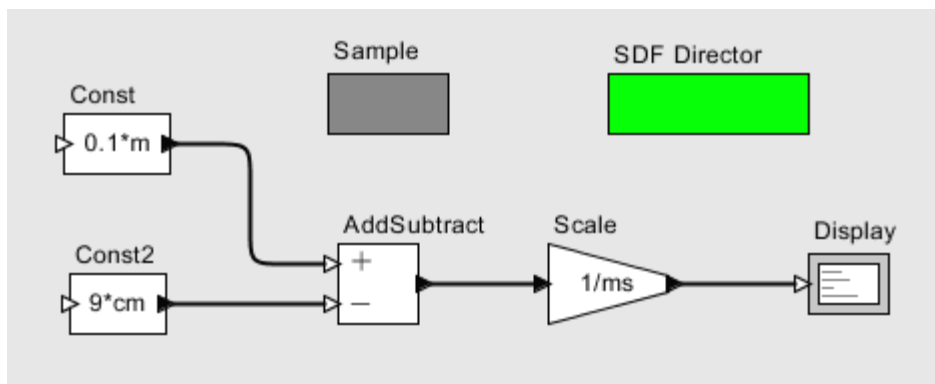 Sample
SDF Director
Const
0.1*m
AddSubtract
Scale
Const2
Display
+
1/ms
9*cm
−